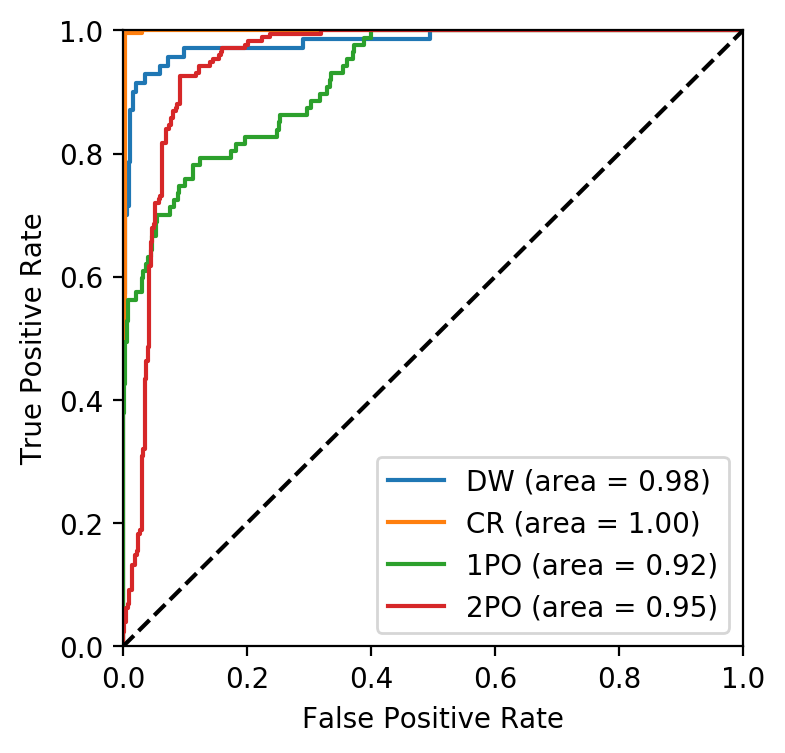 1.0
0.8
0.6
0.4
0.2
0.0
True Positive Rate
DW (area = 0.98)
CR (area = 1.00)
1PO (area = 0.92)
2PO (area = 0.95)
0.0 0.2 0.4 0.6 0.8 1.0
False Positive Rate